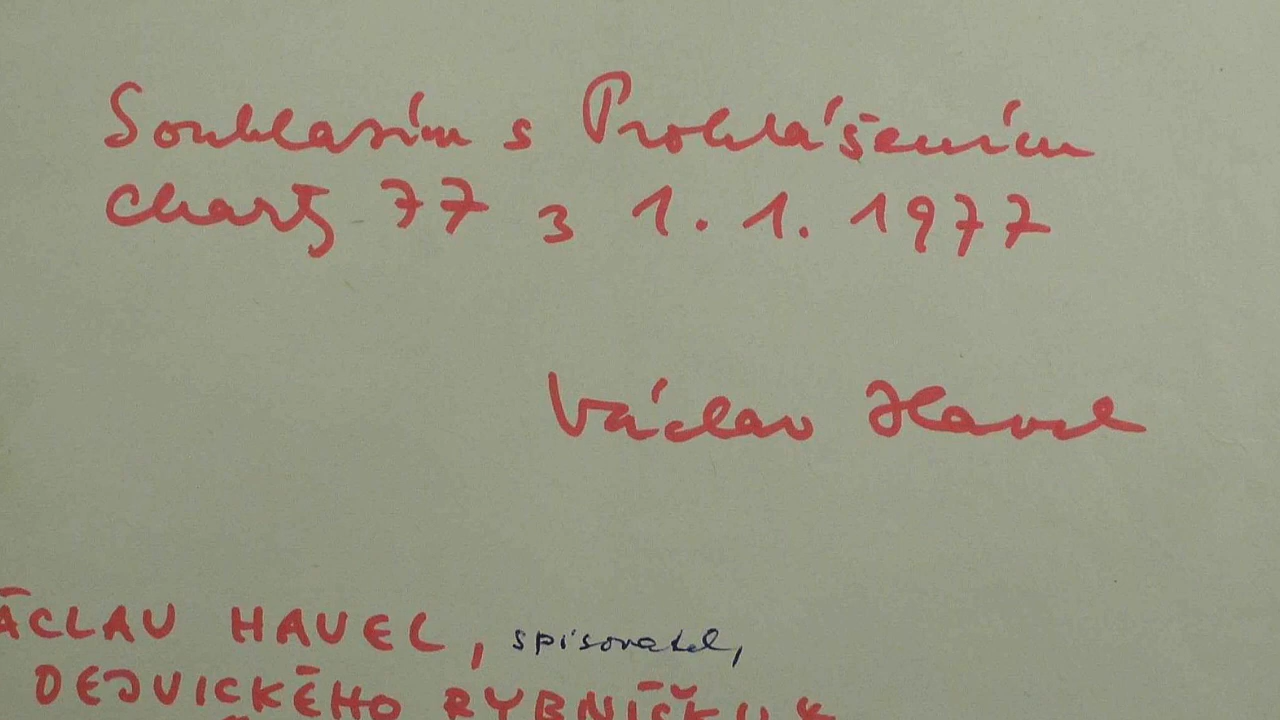 Souhlasím s Prohlášením
Charty 77 z 1. 1. 1977
Václav Havel
ÁCLAV HAVEL, spisovatel,
DEJVICKÉHO RYBNÍČKU